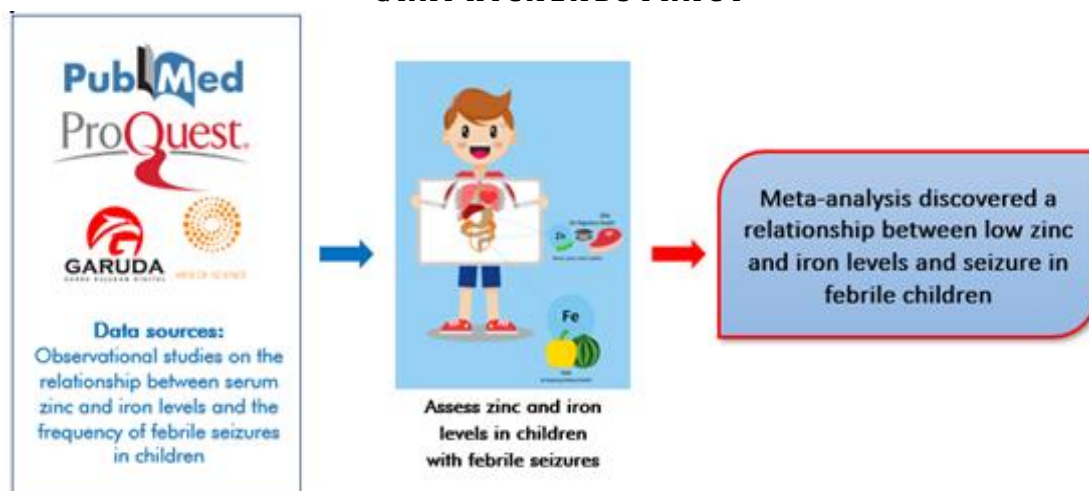 PubMed
ProQuest
GARUDA
Data sources:
Observational studies on the
relationship between serum
zinc and iron levels and the
frequency of febrile seizures
in children
Zn
Fe
Assess zinc and iron
levels in children
with febrile seizures
Meta-analysis discovered a
relationship between low zinc
and iron levels and seizure in
febrile children